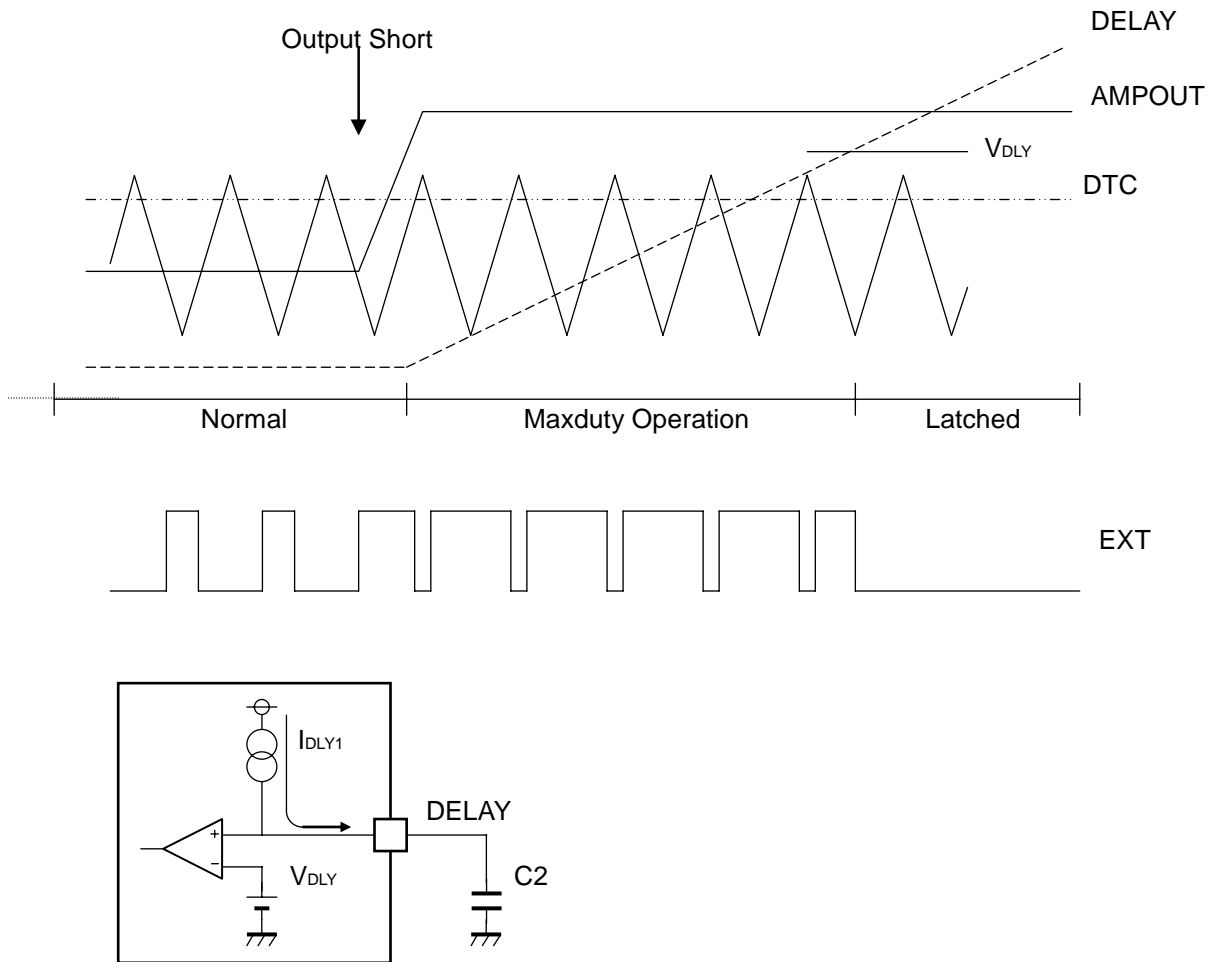 DELAY
Output Short
AMPOUT
VDLY
DTC
Normal
Maxduty Operation
Latched
EXT
IDLY1
DELAY
+
−
VDLY
C2